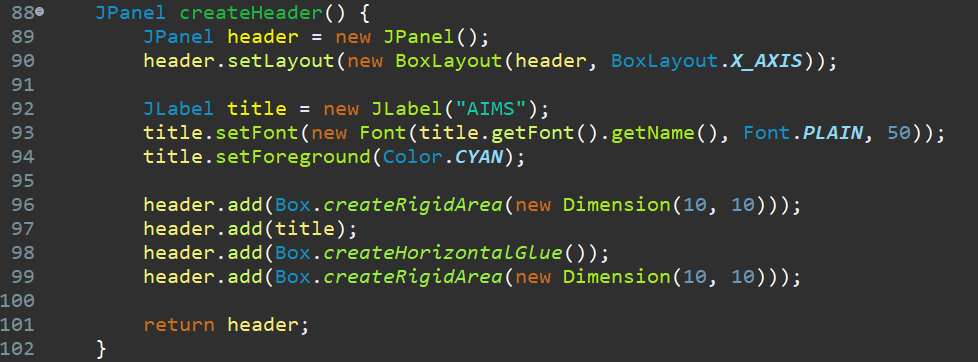 88 JPanel createHeader() {
89 JPanel header = new JPanel();
90 header.setLayout(new BoxLayout(header, BoxLayout.X_AXIS));
91
92 JLabel title = new JLabel("AIMS");
93 title.setFont(new Font(title.getFont().getName(), Font.PLAIN, 50));
94 title.setForeground(Color.CYAN);
95
96 header.add(Box.createRigidArea(new Dimension(10, 10)));
97 header.add(title);
98 header.add(Box.createHorizontalGlue());
99 header.add(Box.createRigidArea(new Dimension(10, 10)));
100
101 return header;
102 }